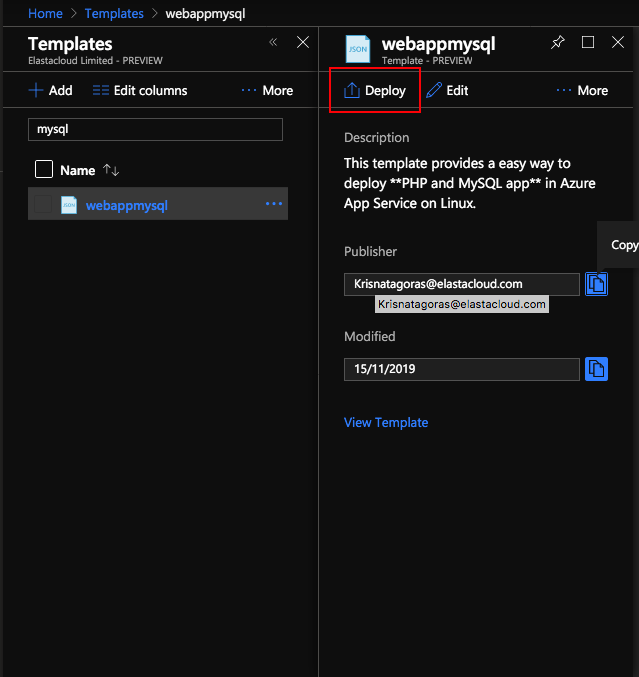 Home > Templates > webappmysql
Templates
Elastacloud Limited - PREVIEW
Add
Edit columns
More
mysql
Name
JSON
webappmysql
JSON
webappmysql
Template - PREVIEW
Deploy
Edit
More
Description
This template provides a easy way to
deploy **PHP and MySQL app** in Azure
App Service on Linux.
Publisher
Copy
Krisnatagoras@elastacloud.com
Krisnatagoras@elastacloud.com
Modified
15/11/2019
View Template